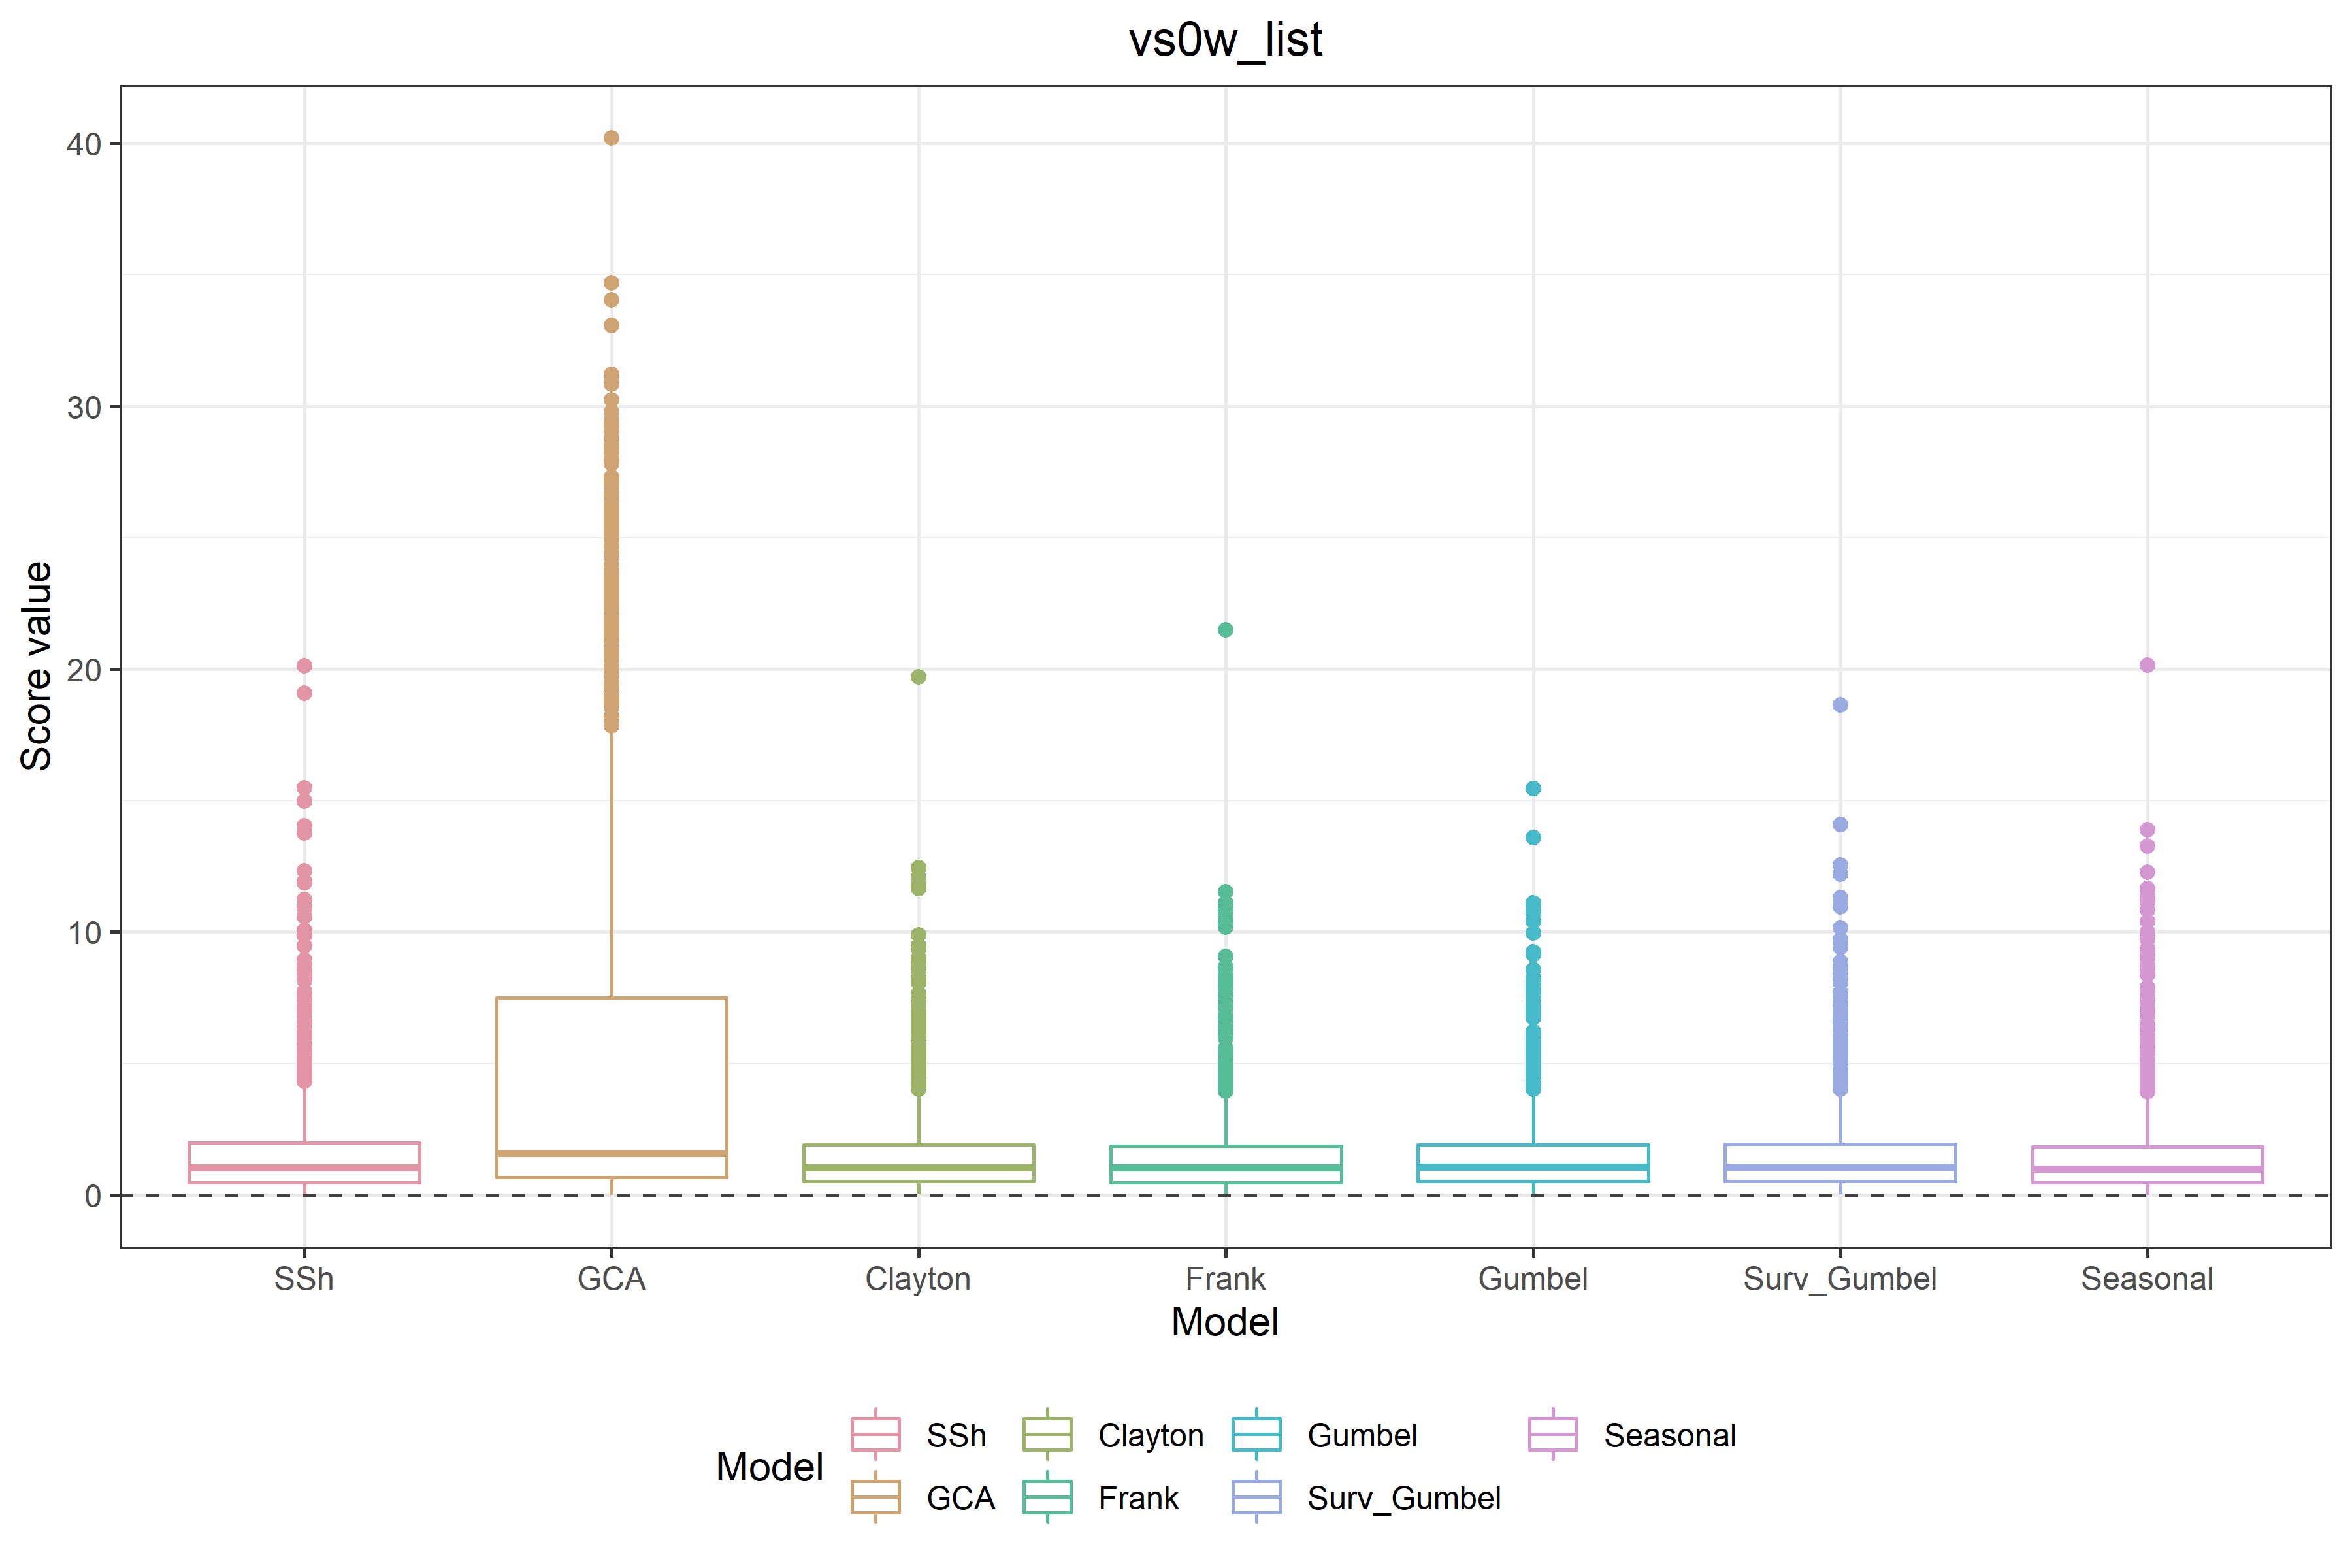 vs0w_list
Score value
40
30
20
10
0
SSh GCA Clayton Frank Gumbel Surv_Gumbel Seasonal
Model
Model
SSh Clayton Gumbel Seasonal
GCA Frank Surv_Gumbel